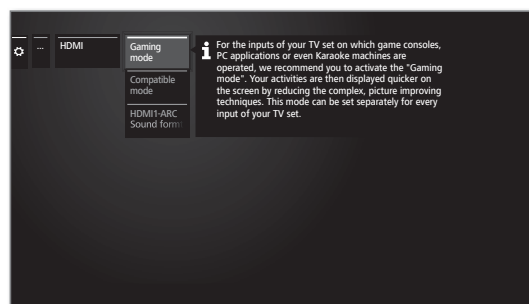 ...
HDMI
Gaming
mode
Compatible
mode
HDMI1-ARC
Sound form
For the inputs of your TV set on which game consoles,
PC applications or even Karaoke machines are
operated, we recommend you to activate the "Gaming
mode". Your activities are then displayed quicker on
the screen by reducing the complex, picture improving
techniques. This mode can be set separately for every
input of your TV set.